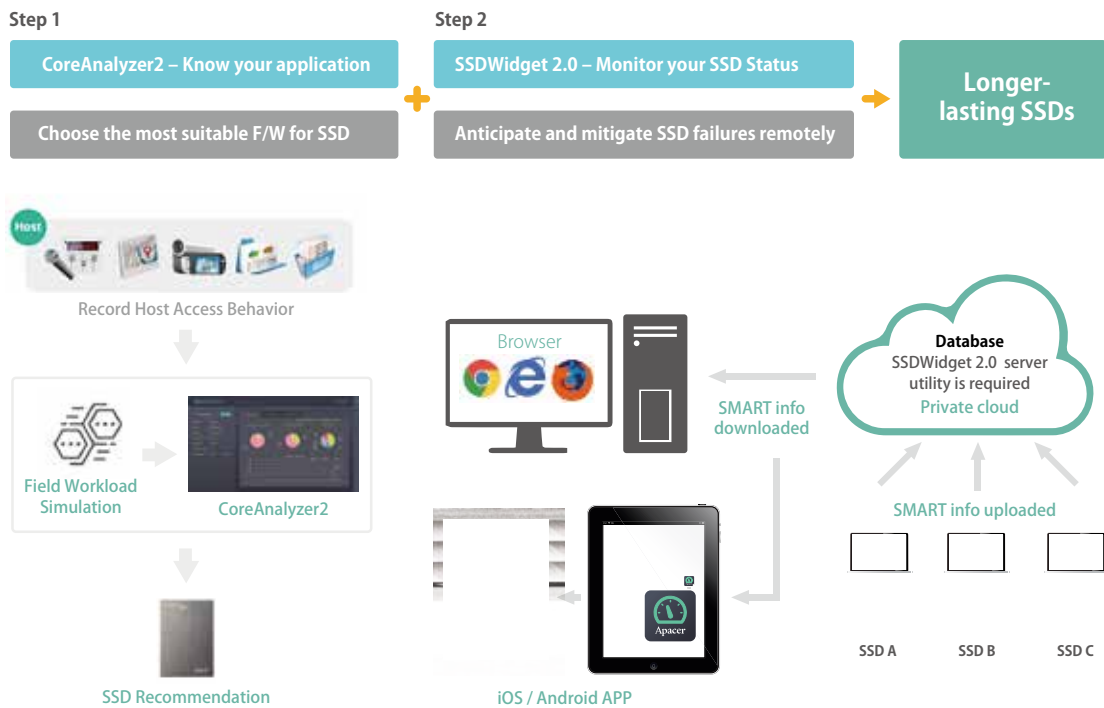 Step 1
CoreAnalyzer2 – Know your application
Choose the most suitable F/W for SSD
Step 2
SSDWidget 2.0 – Monitor your SSD Status
Anticipate and mitigate SSD failures remotely
Longer-
lasting SSDs
Host
Record Host Access Behavior
Field Workload
Simulation
CoreAnalyzer2
SSD Recommendation
Browser
SMART info
downloaded
Apacer
iOS / Android APP
Database
SSDWidget 2.0 server
utility is required
Private cloud
SMART info uploaded
SSD A
SSD B
SSD C